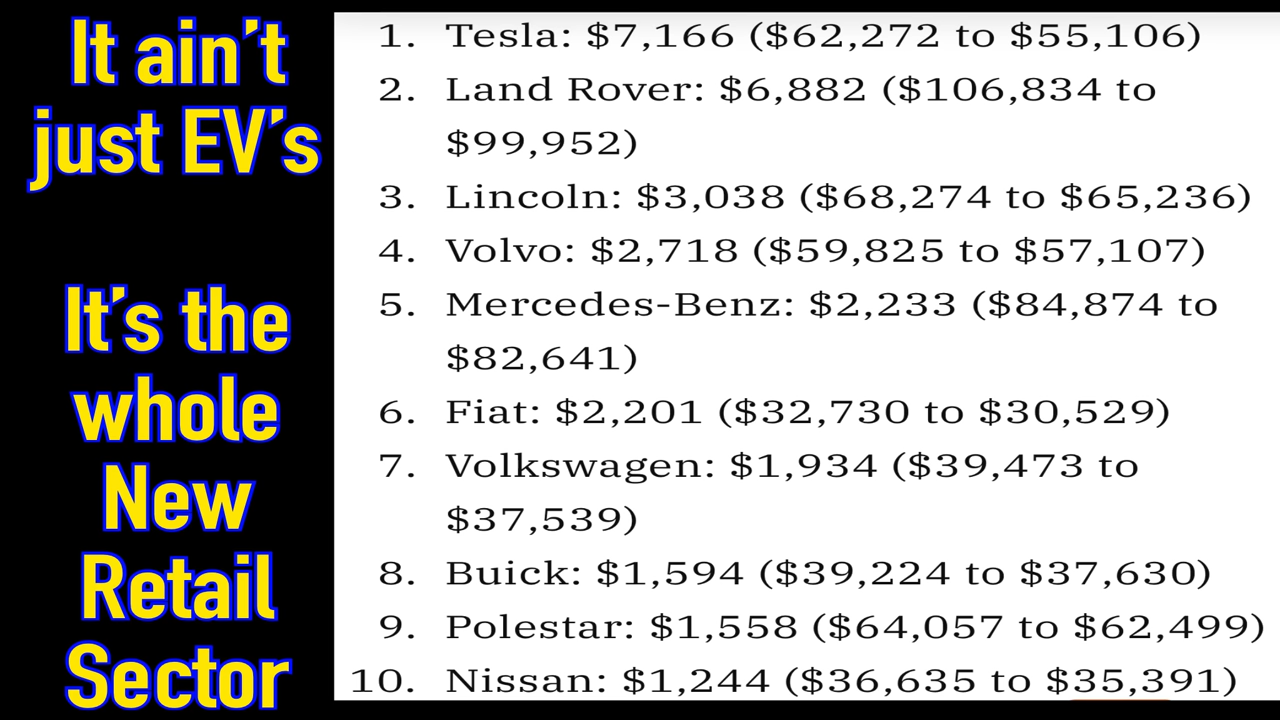 It ain't
just EV's
It's the
whole
New
Retail
Sector
1. Tesla: $7,166 ($62,272 to $55,106)
2. Land Rover: $6,882 ($106,834 to
$99,952)
3. Lincoln: $3,038 ($68,274 to $65,236)
4. Volvo: $2,718 ($59,825 to $57,107)
5. Mercedes-Benz: $2,233 ($84,874 to
$82,641)
6. Fiat: $2,201 ($32,730 to $30,529)
7. Volkswagen: $1,934 ($39,473 to
$37,539)
8. Buick: $1,594 ($39,224 to $37,630)
9. Polestar: $1,558 ($64,057 to $62,499)
10. Nissan: $1,244 ($36,635 to $35,391)